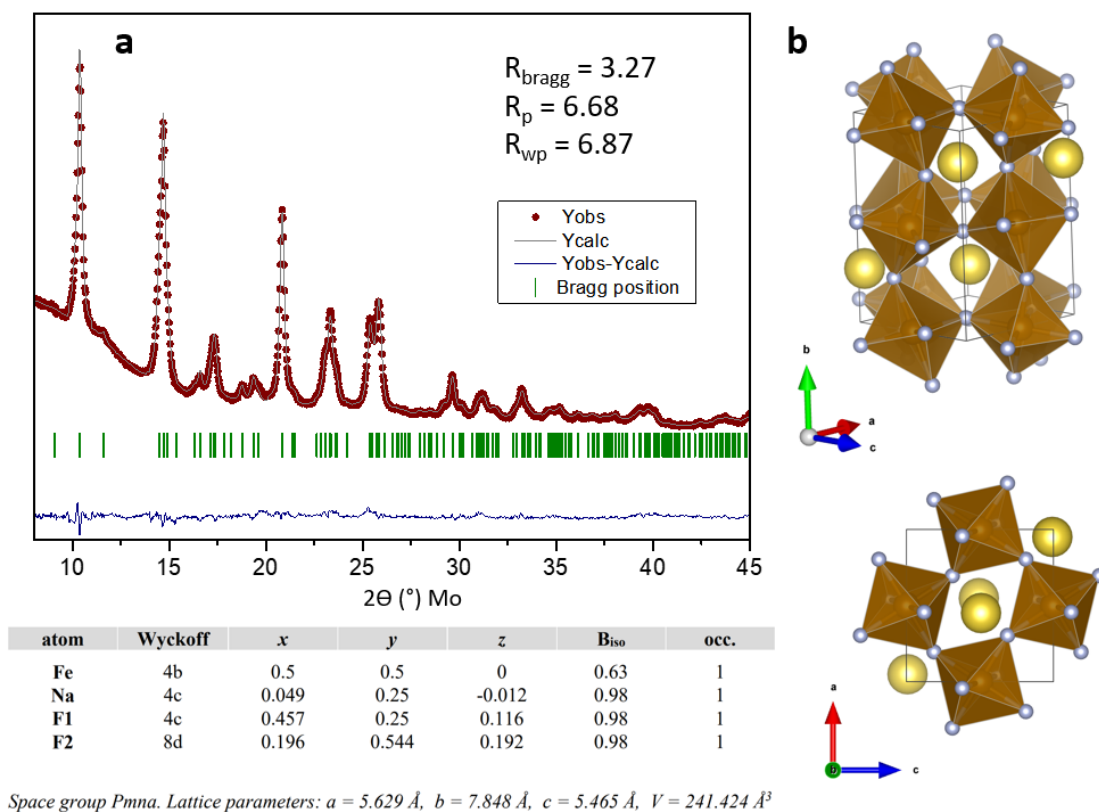 a
R_bragg = 3.27
R_p = 6.68
R_wp = 6.87
Yobs
Ycalc
Yobs-Ycalc
Bragg position
10 15 20 25 30 35 40 45
2ϴ (°) Mo
b
b
a
c
a
b
c
atom Wyckoff x y z B_iso occ.
Fe 4b 0.5 0.5 0 0.63 1
Na 4c 0.049 0.25 -0.012 0.98 1
F1 4c 0.457 0.25 0.116 0.98 1
F2 8d 0.196 0.544 0.192 0.98 1
Space group Pmna. Lattice parameters: a = 5.629 Å, b = 7.848 Å, c = 5.465 Å, V = 241.424 Å³